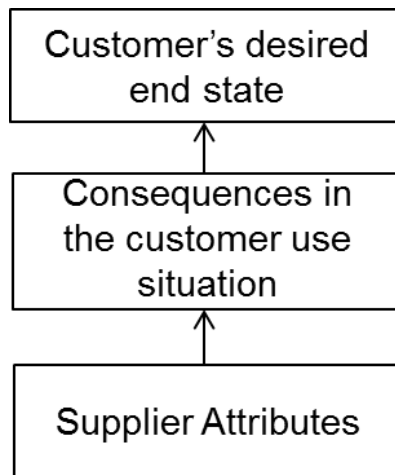 Customer’s desired
end state
Consequences in
the customer use
situation
Supplier Attributes